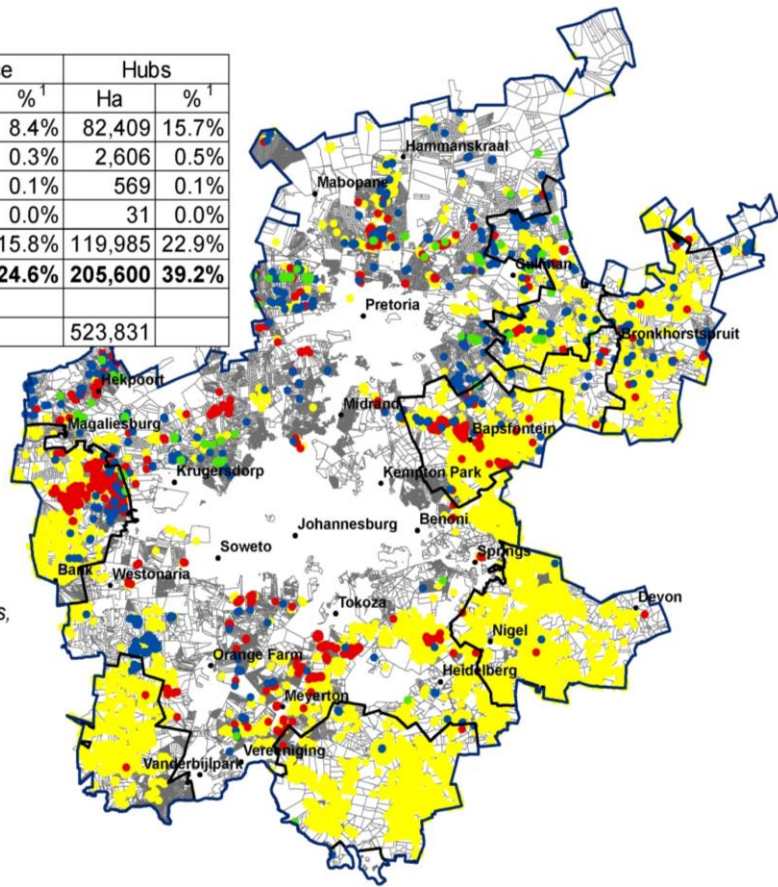 se Hubs
% 1 Ha % 1
8.4% 82,409 15.7%
0.3% 2,606 0.5%
0.1% 569 0.1%
0.0% 31 0.0%
15.8% 119,985 22.9%
24.6% 205,600 39.2%
523,831
Hammanskraal
Mabopane
Cullinan
Pretoria
Bronkhorstspruit
Hekpoort
Midrand
Magaliesburg
Bapsfontein
Krugersdorp
Kempton Park
Johannesburg
Benoni
Soweto
Springs
Bank
Westonaria
Devon
s,
Tokoza
Nigel
Orange Farm
Heidelberg
Meyerton
Vereeniging
Vanderbijlpark